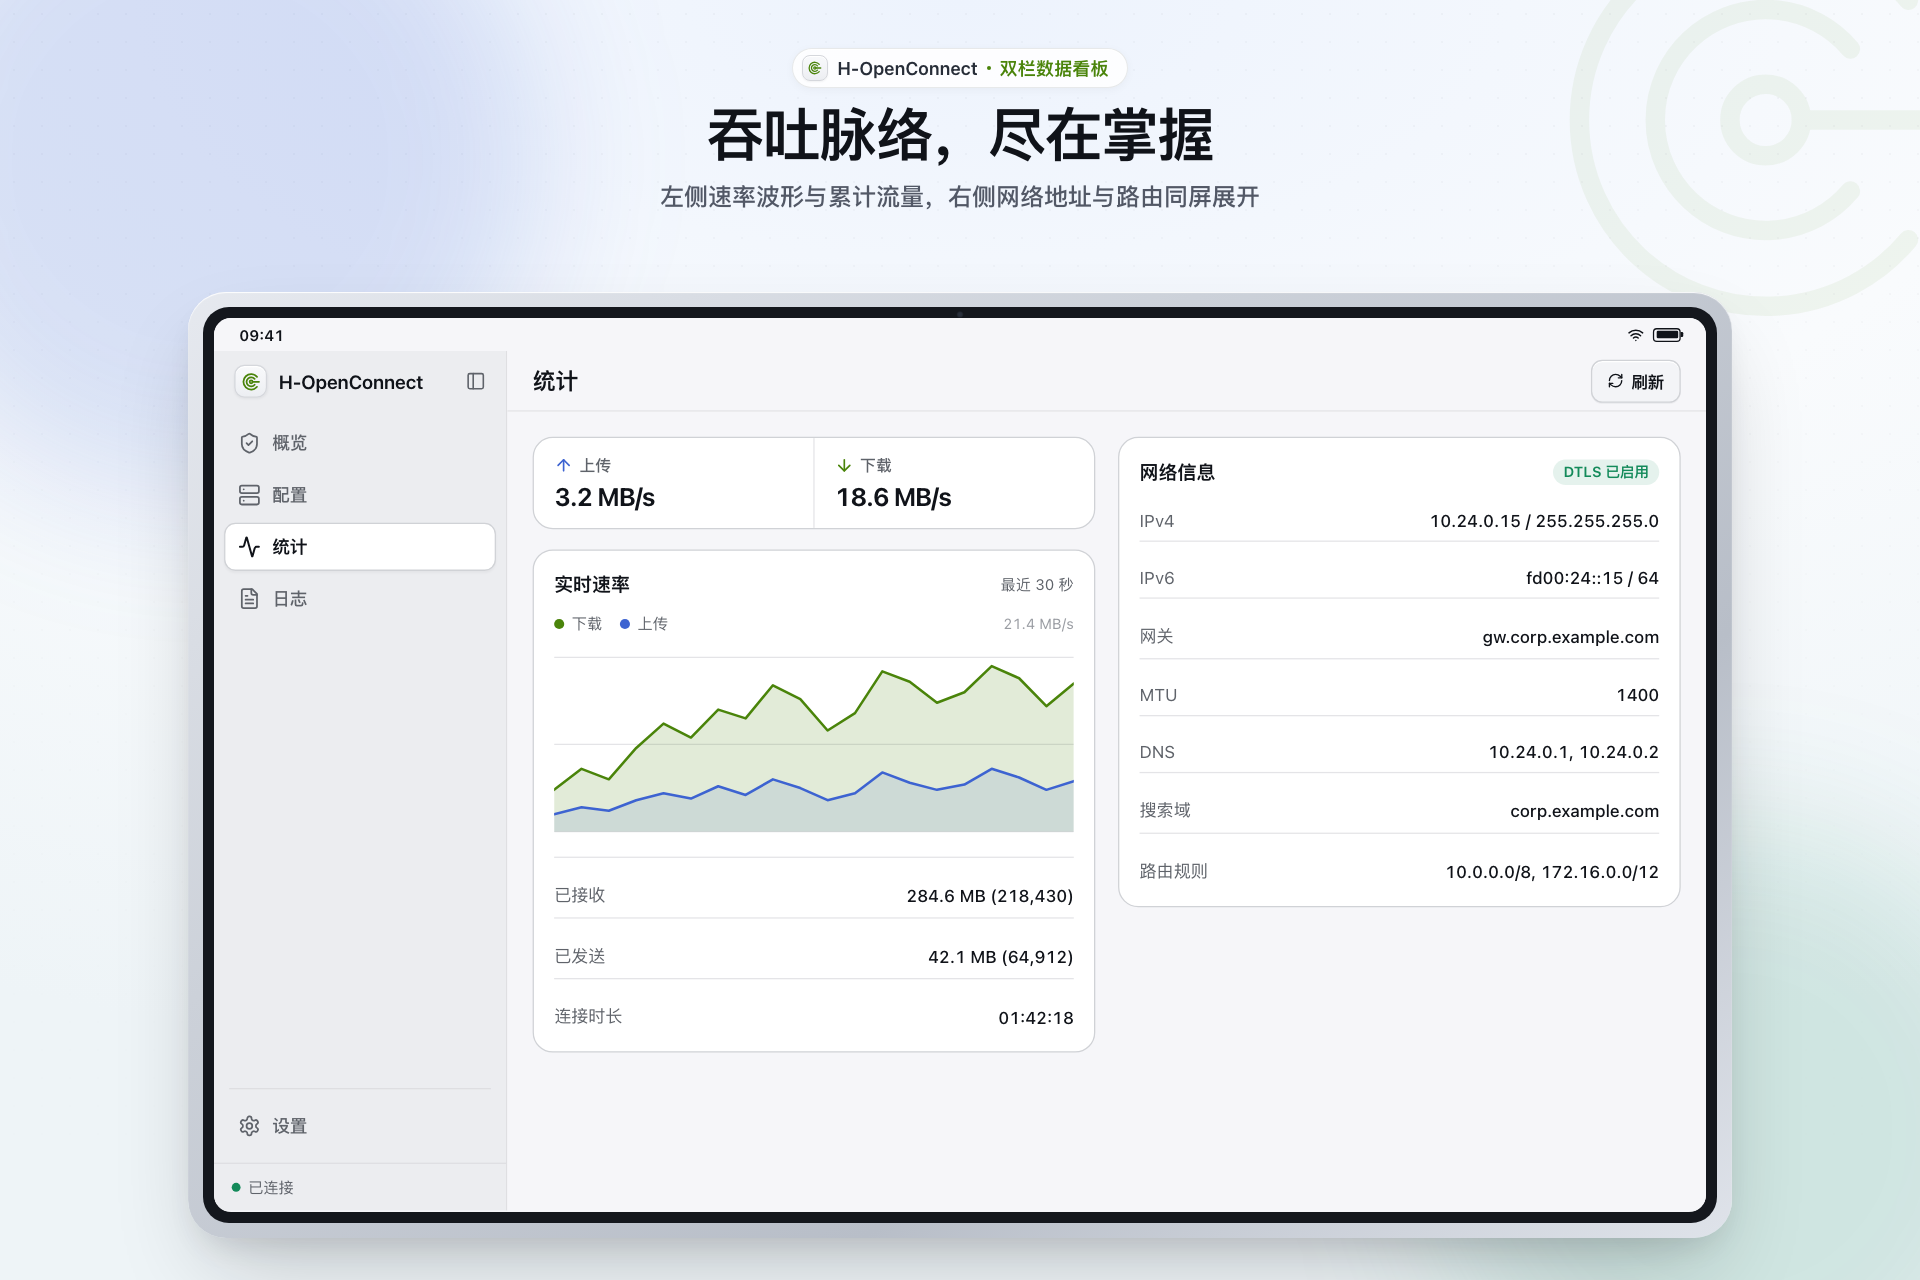 H-OpenConnect · 双栏数据看板
吞吐脉络，尽在掌握
左侧速率波形与累计流量，右侧网络地址与路由同屏展开
09:41
H-OpenConnect
概览
配置
统计
日志
设置
已连接
统计
刷新
上传
3.2 MB/s
下载
18.6 MB/s
实时速率
最近 30 秒
下载
上传
21.4 MB/s
已接收
284.6 MB (218,430)
已发送
42.1 MB (64,912)
连接时长
01:42:18
网络信息
DTLS 已启用
IPv4
10.24.0.15 / 255.255.255.0
IPv6
fd00:24::15 / 64
网关
gw.corp.example.com
MTU
1400
DNS
10.24.0.1, 10.24.0.2
搜索域
corp.example.com
路由规则
10.0.0.0/8, 172.16.0.0/12